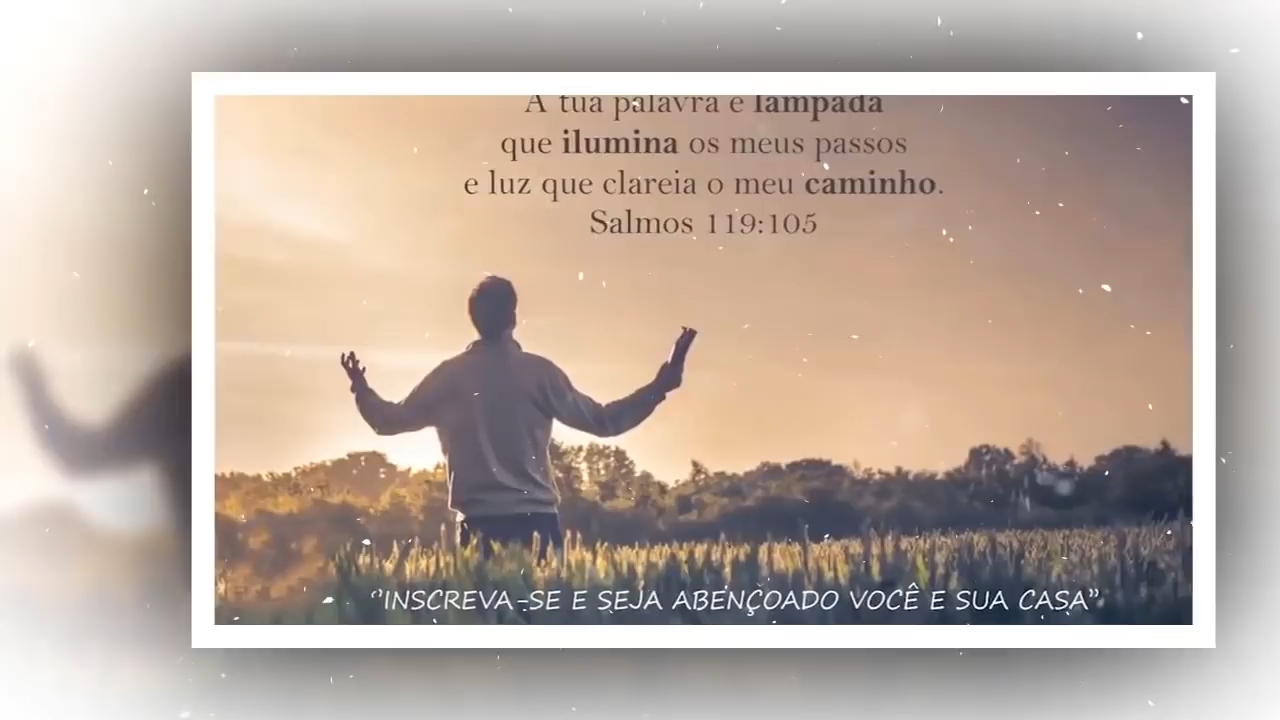 A tua palavra é lâmpada
que ilumina os meus passos
e luz que clareia o meu caminho.
Salmos 119:105
“INSCREVA-SE E SEJA ABENÇOADO VOCÊ E SUA CASA”